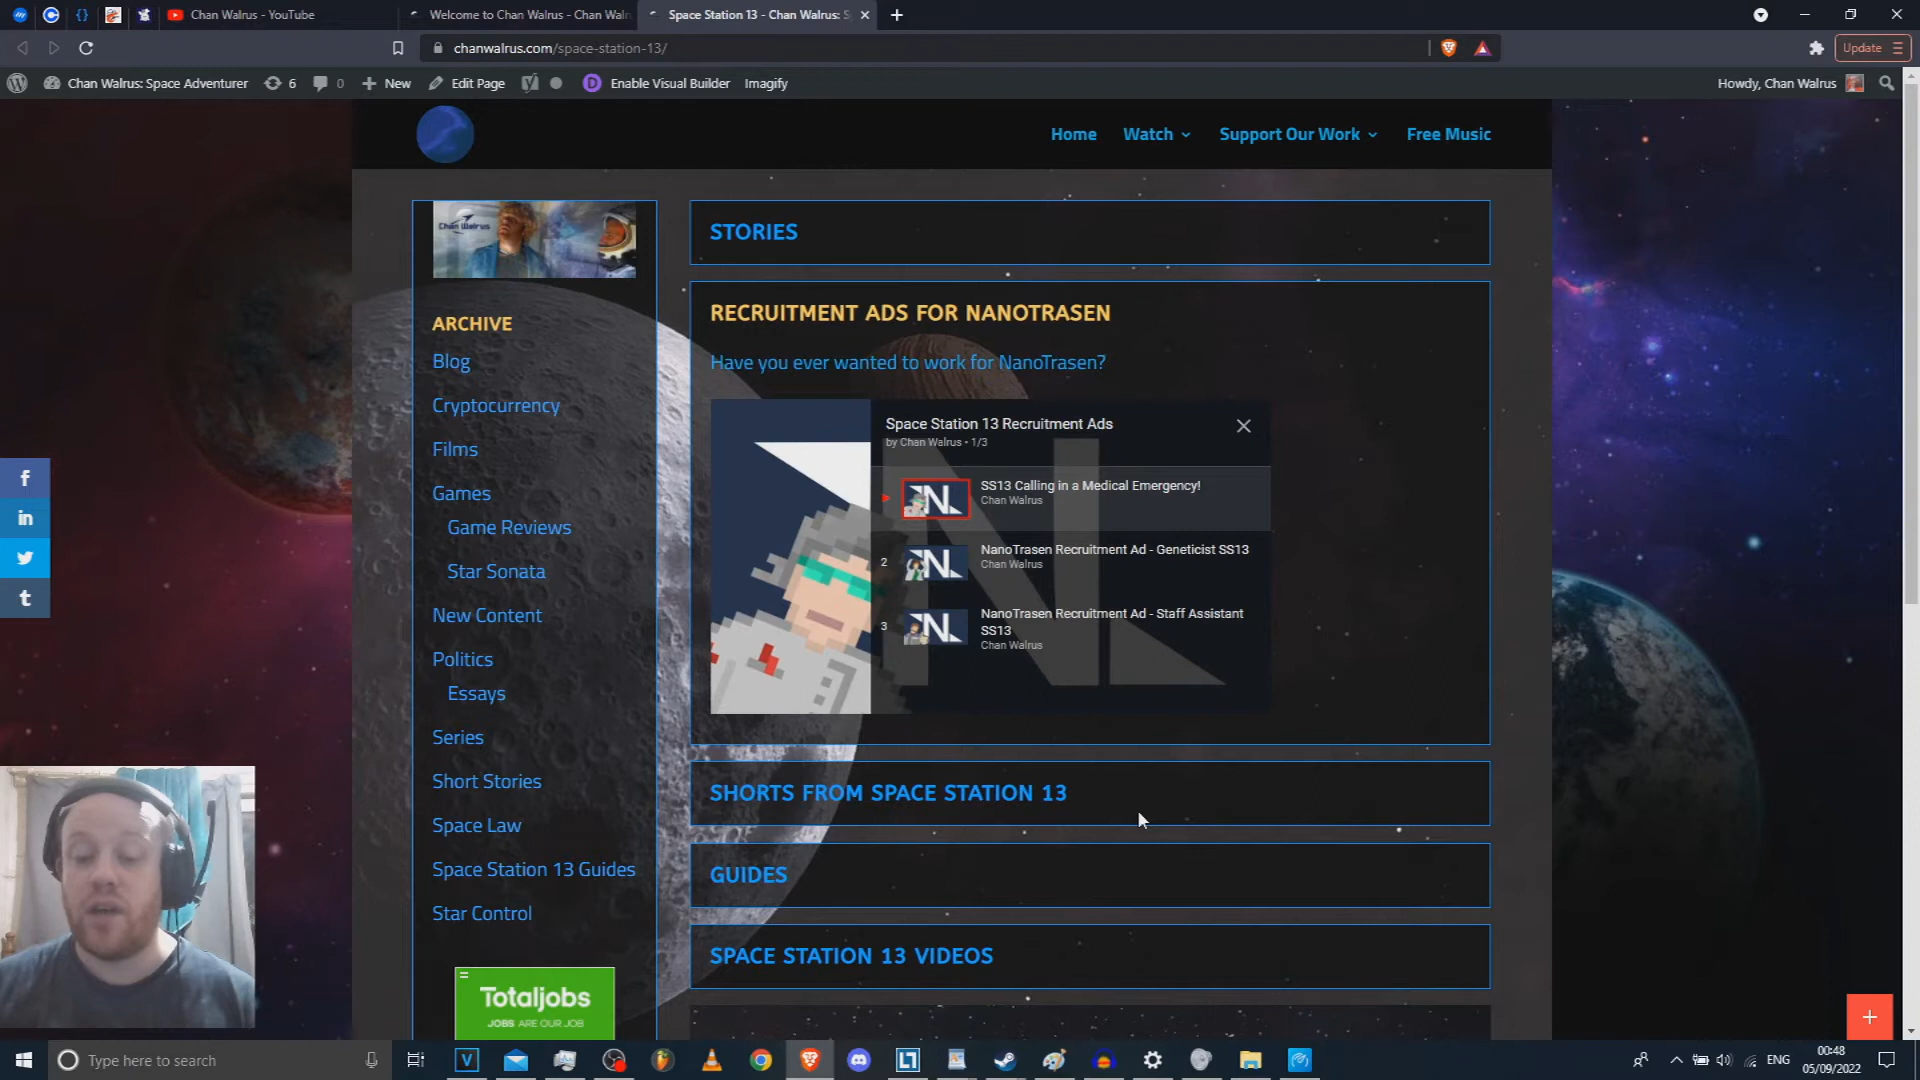 Chan Walrus - YouTube
Welcome to Chan Walrus - Chan Walr
Space Station 13 - Chan Walrus: S
chanwalrus.com/space-station-13/
Update
Chan Walrus: Space Adventurer
6
0
New
Edit Page
Enable Visual Builder
Imagify
Howdy, Chan Walrus
Home
Watch
Support Our Work
Free Music
Chan Walrus
ARCHIVE
Blog
Cryptocurrency
Films
Games
Game Reviews
Star Sonata
New Content
Politics
Essays
Series
Short Stories
Space Law
Space Station 13 Guides
Star Control
Totaljobs
JOBS ARE OUR JOB
STORIES
RECRUITMENT ADS FOR NANOTRASEN
Have you ever wanted to work for NanoTrasen?
Space Station 13 Recruitment Ads
by Chan Walrus • 1/3
SS13 Calling in a Medical Emergency!
Chan Walrus
2
NanoTrasen Recruitment Ad - Geneticist SS13
Chan Walrus
3
NanoTrasen Recruitment Ad - Staff Assistant
SS13
Chan Walrus
SHORTS FROM SPACE STATION 13
GUIDES
SPACE STATION 13 VIDEOS
Type here to search
ENG
00:48
05/09/2022